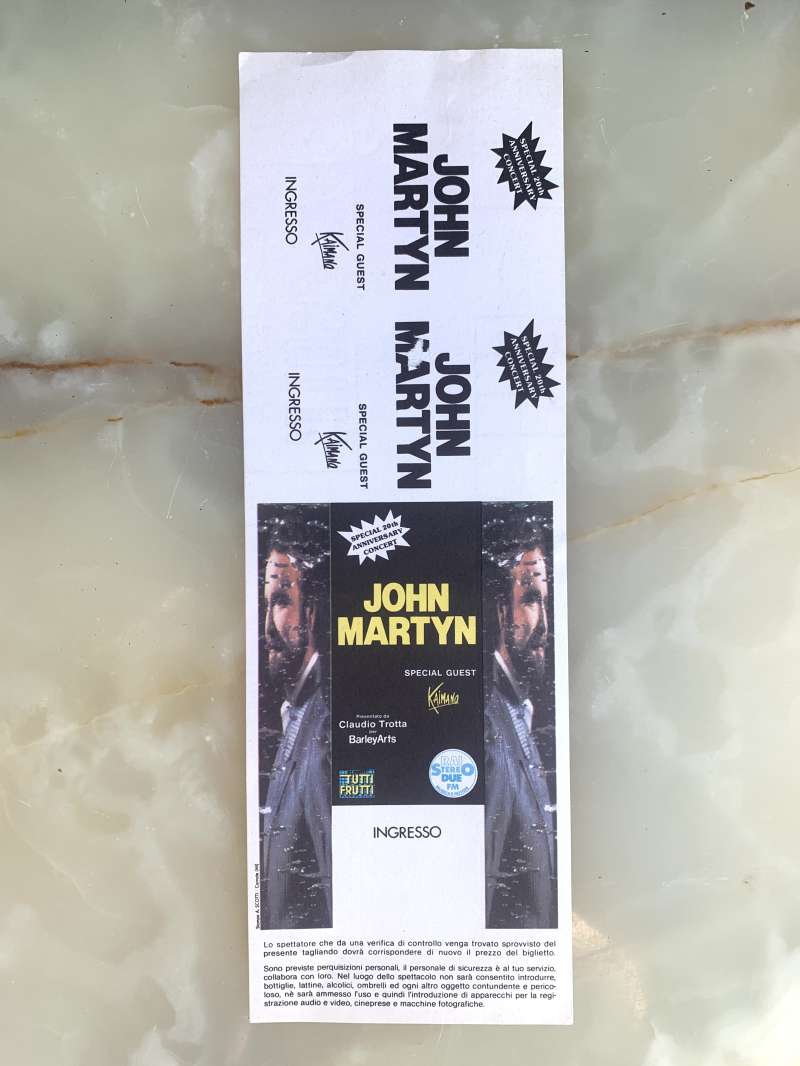 SPECIAL 20th
ANNIVERSARY
CONCERT
JOHN
MARTYN
SPECIAL GUEST
KAIMANO
INGRESSO
SPECIAL 20th
ANNIVERSARY
CONCERT
JOHN
MARTYN
SPECIAL GUEST
KAIMANO
INGRESSO
SPECIAL 20th
ANNIVERSARY
CONCERT
JOHN
MARTYN
SPECIAL GUEST
KAIMANO
Presentato da
Claudio Trotta
per
BarleyArts
TUTTI
FRUTTI
RAI
STEREO
DUE
FM
INGRESSO
Stampa A. SCOTTI
Lo spettatore che da una verifica di controllo venga trovato sprovvisto del
presente tagliando dovrà corrispondere di nuovo il prezzo del biglietto.
Sono previste perquisizioni personali, il personale di sicurezza è al tuo servizio,
collabora con loro. Nel luogo dello spettacolo non sarà consentito introdurre,
bottiglie, lattine, alcolici, ombrelli ed ogni altro oggetto contundente e perico-
loso, nè sarà ammesso l'uso e quindi l'introduzione di apparecchi per la regi-
strazione audio e video, cineprese e macchine fotografiche.